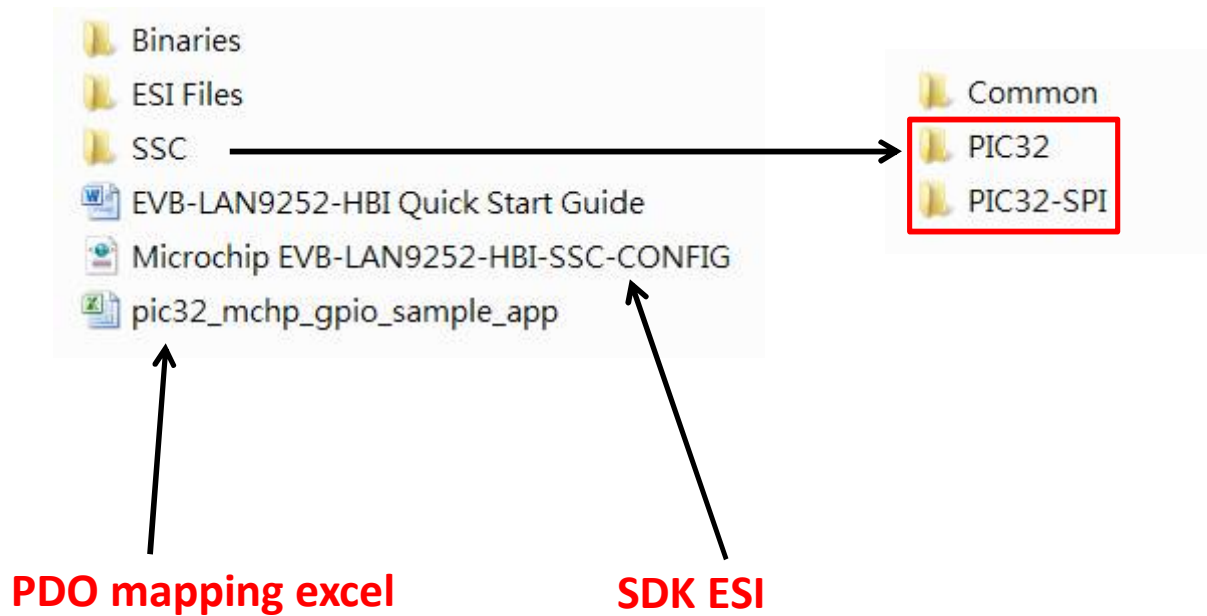 Binaries
ESI Files
SSC
EVB-LAN9252-HBI Quick Start Guide
Microchip EVB-LAN9252-HBI-SSC-CONFIG
pic32_mchp_gpio_sample_app
Common
PIC32
PIC32-SPI
PDO mapping excel
SDK ESI